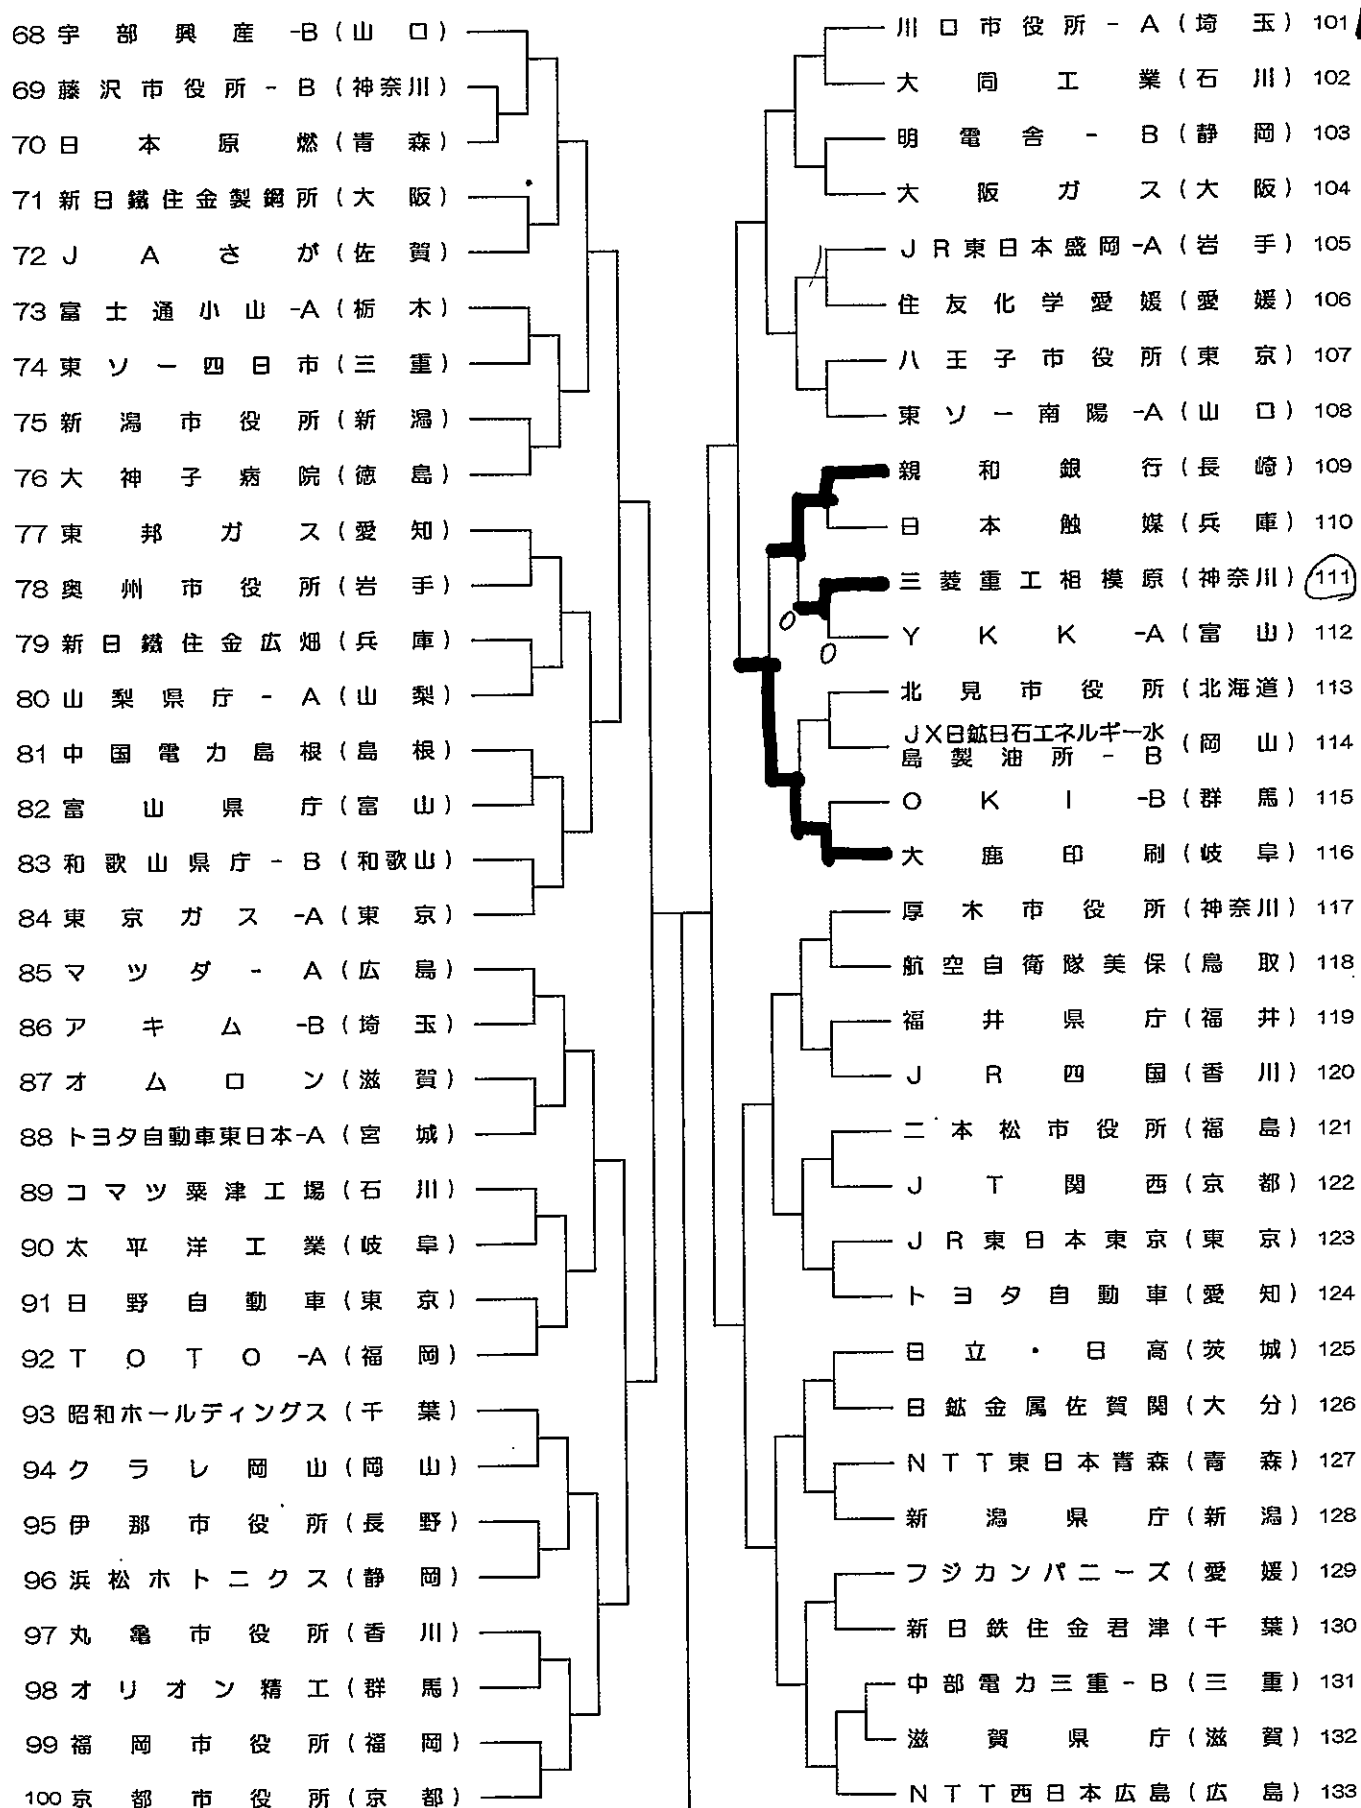 68 宇部興産-B (山口)
69 藤沢市役所-B (神奈川)
70 日本原燃 (青森)
71 新日鐵住金製鋼所 (大阪)
72 JAさが (佐賀)
73 富士通小山-A (栃木)
74 東ソー四日市 (三重)
75 新潟市役所 (新潟)
76 大神子病院 (徳島)
77 東邦ガス (愛知)
78 奥州市役所 (岩手)
79 新日鐵住金広畑 (兵庫)
80 山梨県庁-A (山梨)
81 中国電力島根 (島根)
82 富山県庁 (富山)
83 和歌山県庁-B (和歌山)
84 東京ガス-A (東京)
85 マツダ-A (広島)
86 アキム-B (埼玉)
87 オムロン (滋賀)
88 トヨタ自動車東日本-A (宮城)
89 コマツ粟津工場 (石川)
90 太平洋工業 (岐阜)
91 日野自動車 (東京)
92 TOTO-A (福岡)
93 昭和ホールディングス (千葉)
94 クラレ岡山 (岡山)
95 伊那市役所 (長野)
96 浜松ホトニクス (静岡)
97 丸亀市役所 (香川)
98 オリオン精工 (群馬)
99 福岡市役所 (福岡)
100 京都市役所 (京都)
川口市役所-A (埼玉) 101
大同工業 (石川) 102
明電舎-B (静岡) 103
大阪ガス (大阪) 104
JR東日本盛岡-A (岩手) 105
住友化学愛媛 (愛媛) 106
八王子市役所 (東京) 107
東ソー南陽-A (山口) 108
親和銀行 (長崎) 109
日本触媒 (兵庫) 110
三菱重工相模原 (神奈川) 111
0
YKK-A (富山) 112
0
北見市役所 (北海道) 113
JX日鉱日石エネルギー水
島製油所-B (岡山) 114
OKI-B (群馬) 115
大鹿印刷 (岐阜) 116
厚木市役所 (神奈川) 117
航空自衛隊美保 (鳥取) 118
福井県庁 (福井) 119
JR四国 (香川) 120
二本松市役所 (福島) 121
JT関西 (京都) 122
JR東日本東京 (東京) 123
トヨタ自動車 (愛知) 124
日立・日高 (茨城) 125
日鉱金属佐賀関 (大分) 126
NTT東日本青森 (青森) 127
新潟県庁 (新潟) 128
フジカンパニーズ (愛媛) 129
新日鉄住金君津 (千葉) 130
中部電力三重-B (三重) 131
滋賀県庁 (滋賀) 132
NTT西日本広島 (広島) 133